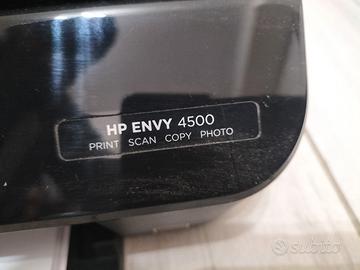 HP ENVY 4500
PRINT SCAN COPY PHOTO
subito